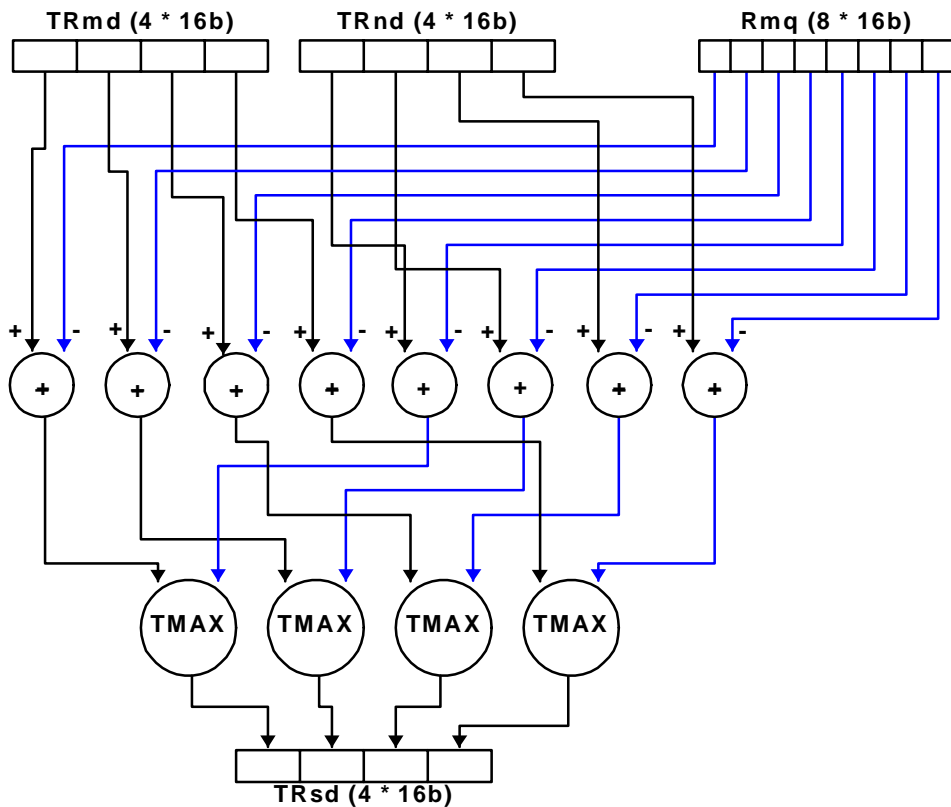 TRmd (4 * 16b) TRnd (4 * 16b) Rmq (8 * 16b)
+ - + - + - + - + - + - + - + -
+ + + + + + + +
TMAX TMAX TMAX TMAX
TRsd (4 * 16b)